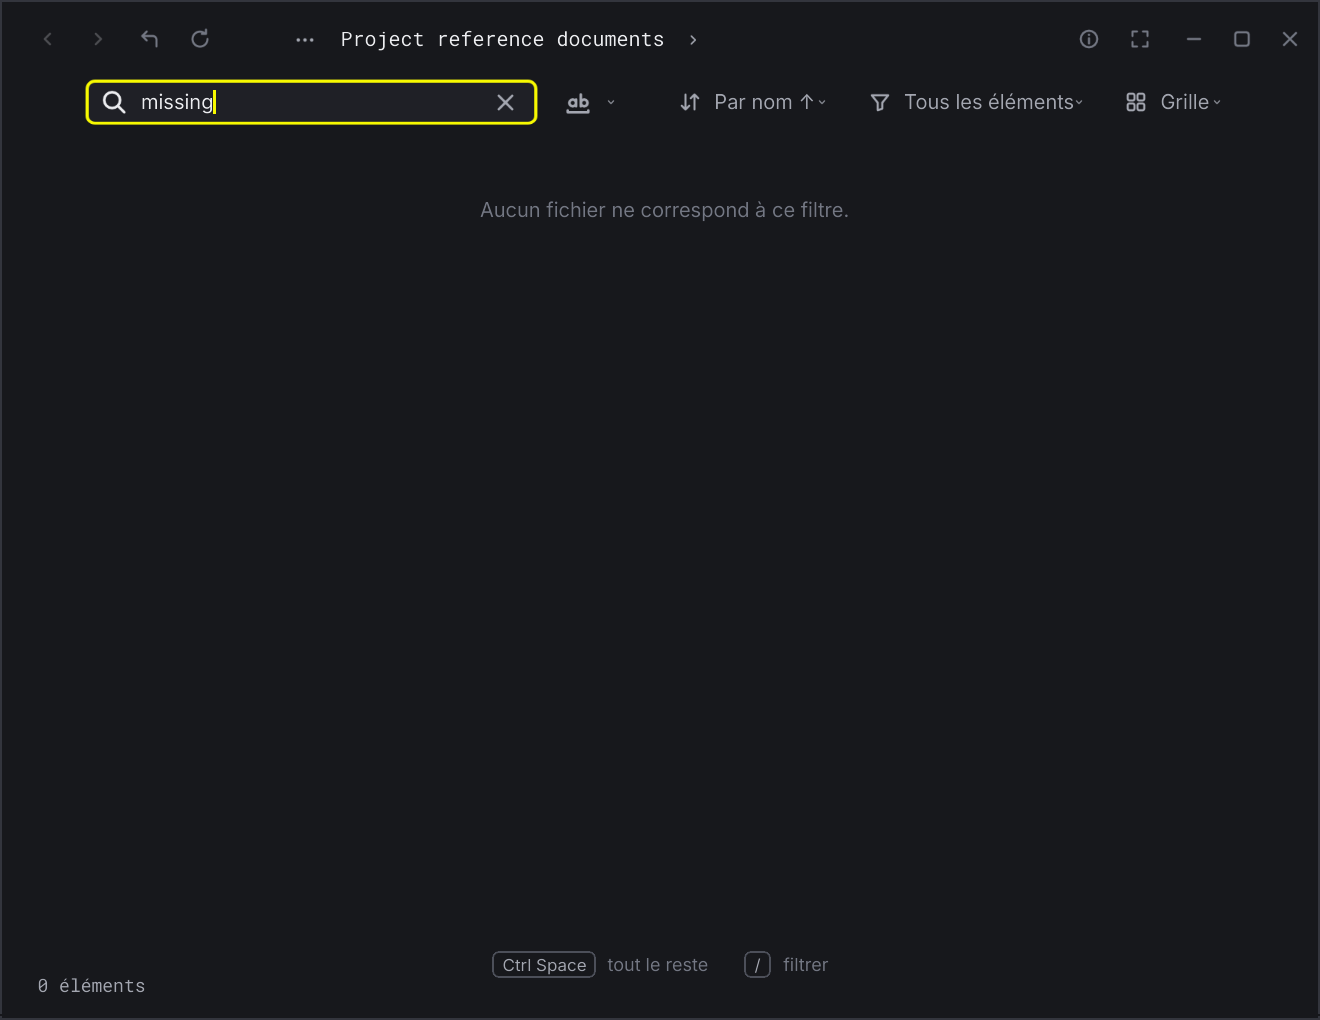 Project reference documents
missing
ab
Par nom ↑
Tous les éléments
Grille
Aucun fichier ne correspond à ce filtre.
Ctrl Space tout le reste / filtrer
0 éléments